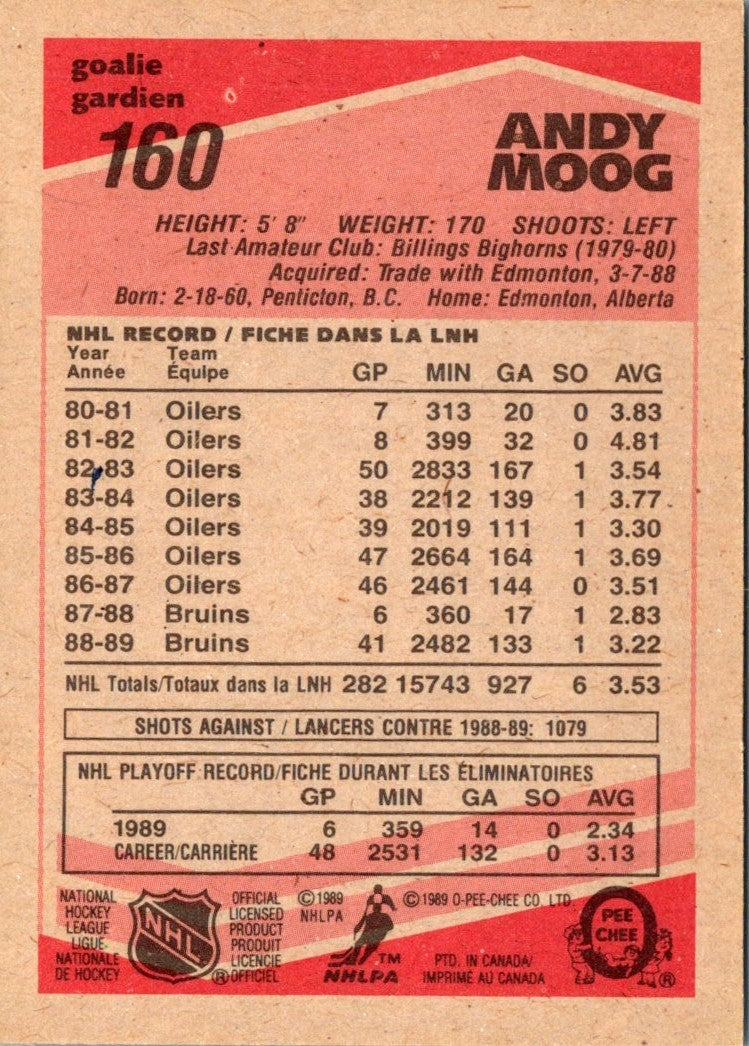 goalie
gardien
160
ANDY
MOOG
HEIGHT: 5' 8" WEIGHT: 170 SHOOTS: LEFT
Last Amateur Club: Billings Bighorns (1979-80)
Acquired: Trade with Edmonton, 3-7-88
Born: 2-18-60, Penticton, B.C. Home: Edmonton, Alberta
NHL RECORD / FICHE DANS LA LNH
Year Team
Année Équipe GP MIN GA SO AVG
80-81 Oilers 7 313 20 0 3.83
81-82 Oilers 8 399 32 0 4.81
82-83 Oilers 50 2833 167 1 3.54
83-84 Oilers 38 2212 139 1 3.77
84-85 Oilers 39 2019 111 1 3.30
85-86 Oilers 47 2664 164 1 3.69
86-87 Oilers 46 2461 144 0 3.51
87-88 Bruins 6 360 17 1 2.83
88-89 Bruins 41 2482 133 1 3.22
NHL Totals/Totaux dans la LNH 282 15743 927 6 3.53
SHOTS AGAINST / LANCERS CONTRE 1988-89: 1079
NHL PLAYOFF RECORD/FICHE DURANT LES ÉLIMINATOIRES
GP MIN GA SO AVG
1989 6 359 14 0 2.34
CAREER/CARRIÈRE 48 2531 132 0 3.13
NATIONAL
HOCKEY
LEAGUE
LIGUE
NATIONALE
DE HOCKEY
NHL
OFFICIAL
LICENSED
PRODUCT
PRODUIT
LICENCIE
® OFFICIEL
© 1989
NHLPA
TM
NHLPA
© 1989 O-PEE-CHEE CO. LTD.
PTD. IN CANADA/
IMPRIMÉ AU CANADA
O
PEE
CHEE
®